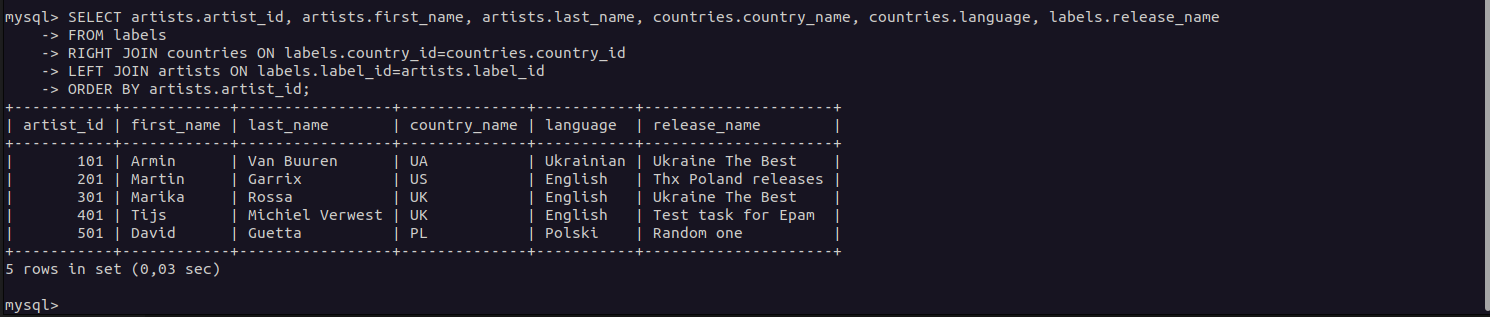 mysql> SELECT artists.artist_id, artists.first_name, artists.last_name, countries.country_name, countries.language, labels.release_name
    -> FROM labels
    -> RIGHT JOIN countries ON labels.country_id=countries.country_id
    -> LEFT JOIN artists ON labels.label_id=artists.label_id
    -> ORDER BY artists.artist_id;
+-----------+------------+-----------------+--------------+-----------+---------------------+
| artist_id | first_name | last_name       | country_name | language  | release_name        |
+-----------+------------+-----------------+--------------+-----------+---------------------+
|       101 | Armin      | Van Buuren      | UA           | Ukrainian | Ukraine The Best    |
|       201 | Martin     | Garrix          | US           | English   | Thx Poland releases |
|       301 | Marika     | Rossa           | UK           | English   | Ukraine The Best    |
|       401 | Tijs       | Michiel Verwest | UK           | English   | Test task for Epam  |
|       501 | David      | Guetta          | PL           | Polski    | Random one          |
+-----------+------------+-----------------+--------------+-----------+---------------------+
5 rows in set (0,03 sec)
mysql>